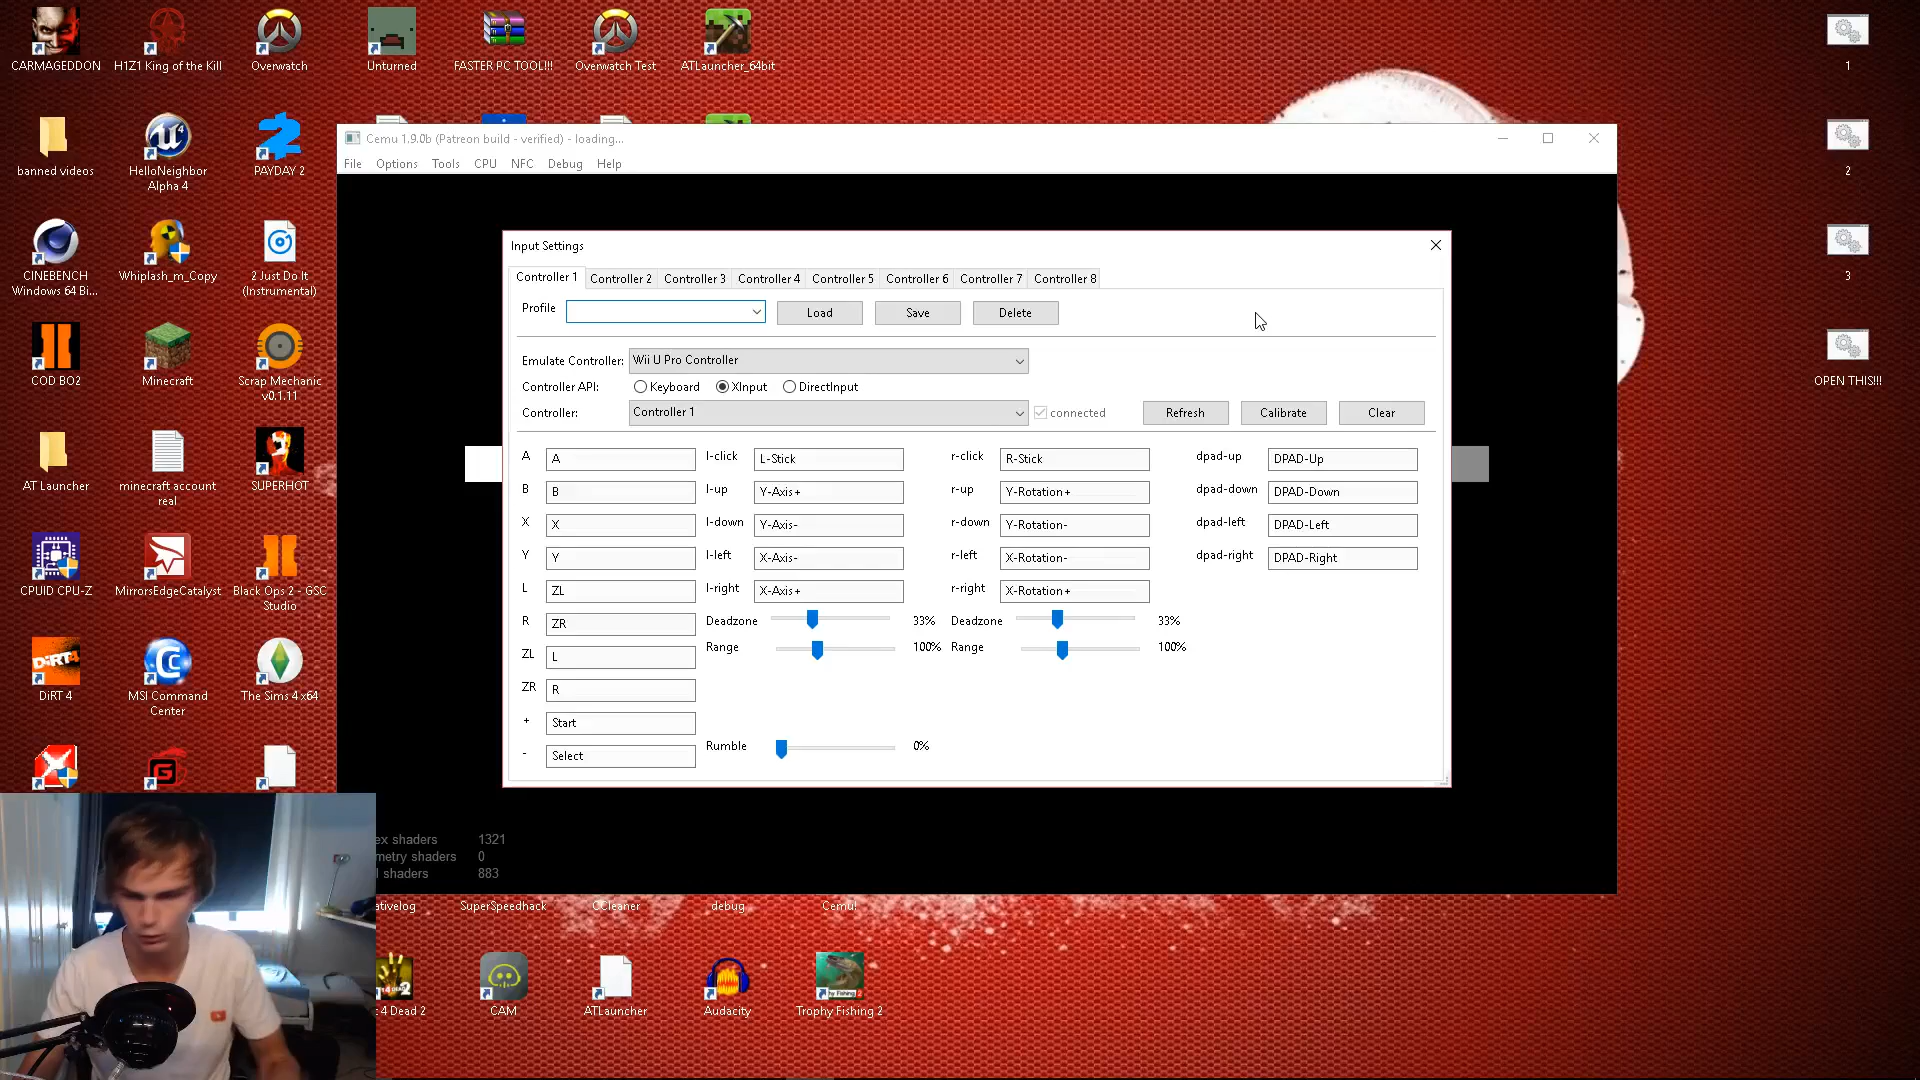 CARMAGEDDON
H1Z1 King of the Kill
Overwatch
Unturned
FASTER PC TOOL!!!
Overwatch Test
ATLauncher_64bit
1
banned videos
HelloNeighbor
Alpha 4
PAYDAY 2
2
CINEBENCH
Windows 64 Bi...
Whiplash_m_Copy
2 Just Do It
(Instrumental)
3
COD BO2
Minecraft
Scrap Mechanic
v0.1.11
OPEN THIS!!!
AT Launcher
minecraft account
real
SUPERHOT
CPUID CPU-Z
MirrorsEdgeCatalyst
Black Ops 2 - GSC
Studio
DiRT 4
MSI Command
Center
The Sims 4 x64
Cemu 1.9.0b (Patreon build - verified) - loading...
File Options Tools CPU NFC Debug Help
Input Settings
Controller 1 Controller 2 Controller 3 Controller 4 Controller 5 Controller 6 Controller 7 Controller 8
Profile Load Save Delete
Emulate Controller: Wii U Pro Controller
Controller API: Keyboard XInput DirectInput
Controller: Controller 1 connected Refresh Calibrate Clear
A A l-click L-Stick r-click R-Stick dpad-up DPAD-Up
B B l-up Y-Axis+ r-up Y-Rotation+ dpad-down DPAD-Down
X X l-down Y-Axis- r-down Y-Rotation- dpad-left DPAD-Left
Y Y l-left X-Axis- r-left X-Rotation- dpad-right DPAD-Right
L ZL l-right X-Axis+ r-right X-Rotation+
R ZR Deadzone 33% Deadzone 33%
ZL L Range 100% Range 100%
ZR R
+ Start
- Select Rumble 0%
ex shaders 1321
metry shaders 0
l shaders 883
ativelog
SuperSpeedhack
CCleaner
debug
Cemu!
4 Dead 2
CAM
ATLauncher
Audacity
Trophy Fishing 2